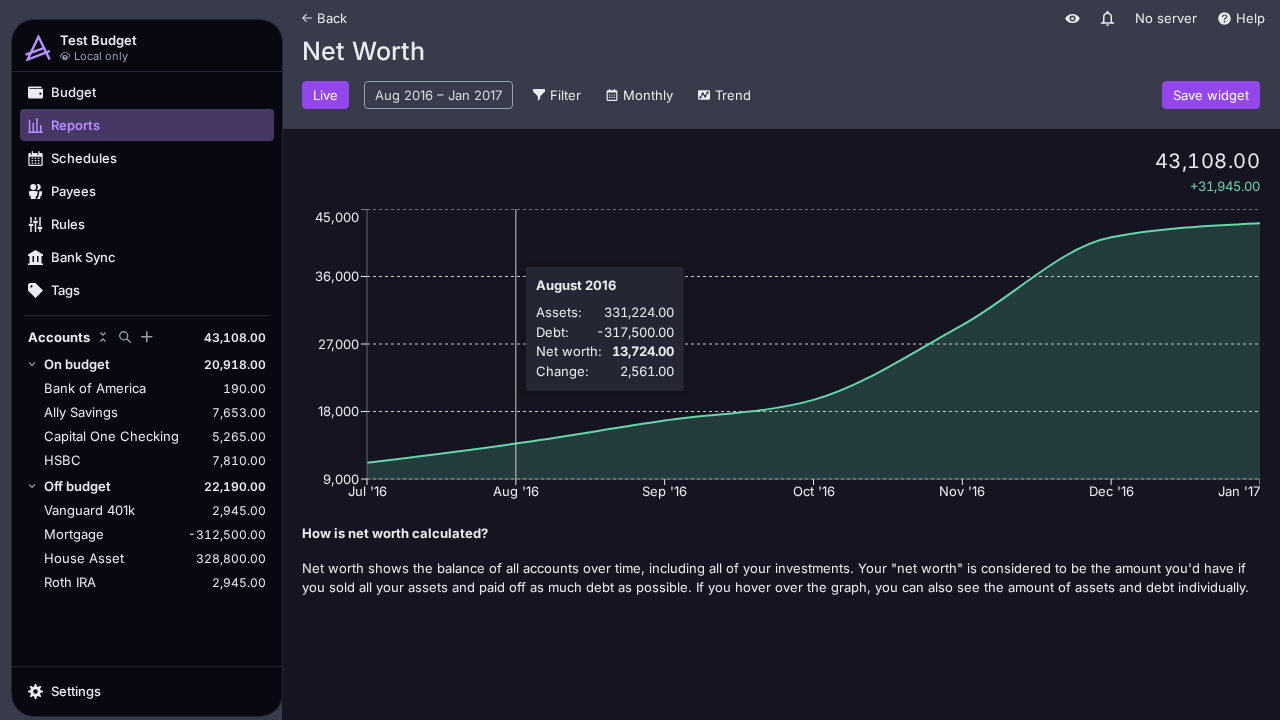 Test Budget
Local only
Budget
Reports
Schedules
Payees
Rules
Bank Sync
Tags
Accounts 43,108.00
On budget 20,918.00
Bank of America 190.00
Ally Savings 7,653.00
Capital One Checking 5,265.00
HSBC 7,810.00
Off budget 22,190.00
Vanguard 401k 2,945.00
Mortgage -312,500.00
House Asset 328,800.00
Roth IRA 2,945.00
Settings
Back
No server
Help
Net Worth
Live
Aug 2016 – Jan 2017
Filter
Monthly
Trend
Save widget
43,108.00
+31,945.00
45,000
36,000
27,000
18,000
9,000
August 2016
Assets: 331,224.00
Debt: -317,500.00
Net worth: 13,724.00
Change: 2,561.00
Jul '16 Aug '16 Sep '16 Oct '16 Nov '16 Dec '16 Jan '17
How is net worth calculated?
Net worth shows the balance of all accounts over time, including all of your investments. Your "net worth" is considered to be the amount you'd have if
you sold all your assets and paid off as much debt as possible. If you hover over the graph, you can also see the amount of assets and debt individually.